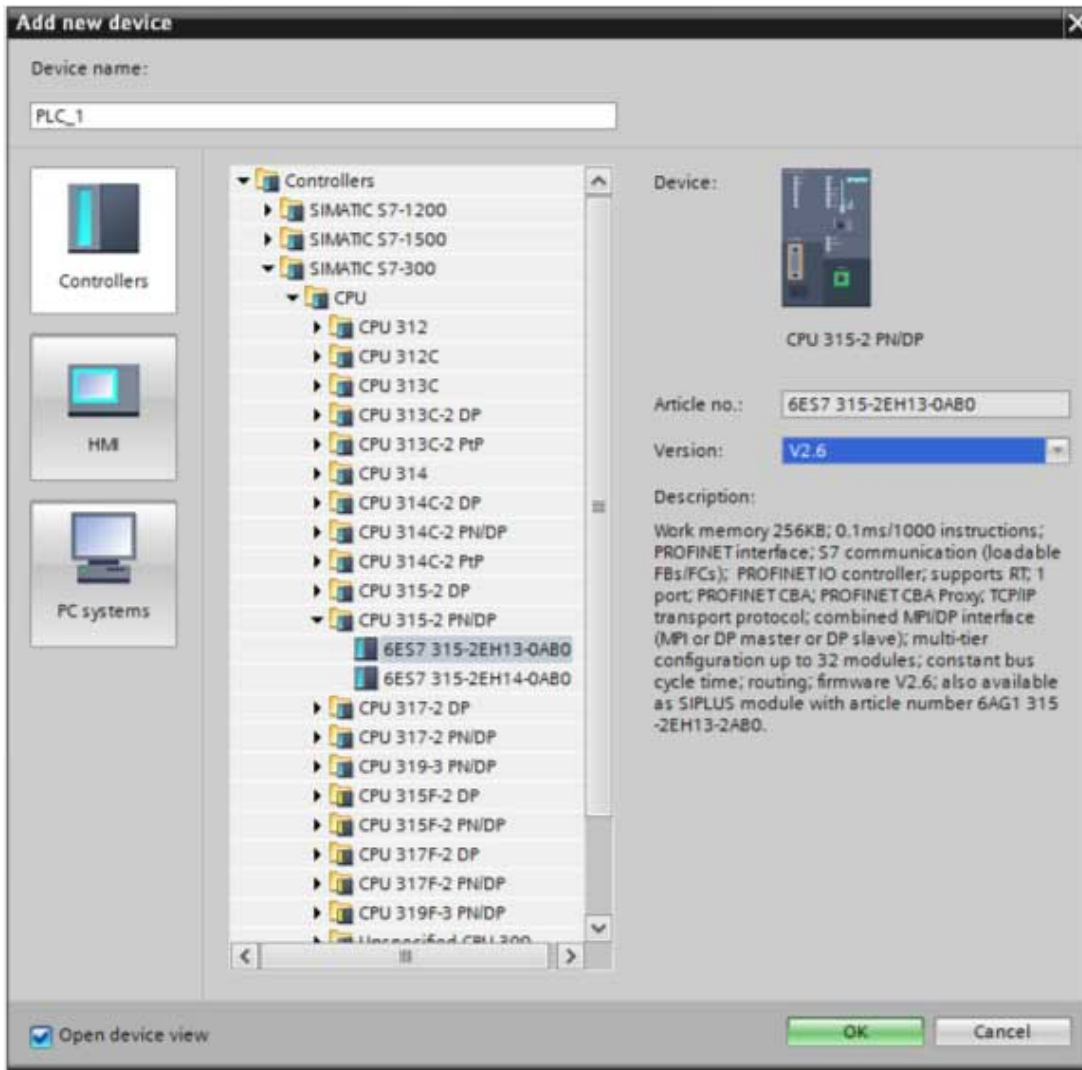 Add new device
Device name:
PLC_1
Controllers
HMI
PC systems
Controllers
SIMATIC S7-1200
SIMATIC S7-1500
SIMATIC S7-300
CPU
CPU 312
CPU 312C
CPU 313C
CPU 313C-2 DP
CPU 313C-2 PtP
CPU 314
CPU 314C-2 DP
CPU 314C-2 PN/DP
CPU 314C-2 PtP
CPU 315-2 DP
CPU 315-2 PN/DP
6ES7 315-2EH13-0AB0
6ES7 315-2EH14-0AB0
CPU 317-2 DP
CPU 317-2 PN/DP
CPU 319-3 PN/DP
CPU 315F-2 DP
CPU 315F-2 PN/DP
CPU 317F-2 DP
CPU 317F-2 PN/DP
CPU 319F-3 PN/DP
Unspecified CPU 300
Device:
CPU 315-2 PN/DP
Article no.: 6ES7 315-2EH13-0AB0
Version: V2.6
Description:
Work memory 256KB; 0.1ms/1000 instructions;
PROFINET interface; S7 communication (loadable
FBs/FCs); PROFINET IO controller; supports RT; 1
port; PROFINET CBA; PROFINET CBA Proxy; TCP/IP
transport protocol; combined MPI/DP interface
(MPI or DP master or DP slave); multi-tier
configuration up to 32 modules; constant bus
cycle time; routing; firmware V2.6; also available
as SIPLUS module with article number 6AG1 315
-2EH13-2AB0.
Open device view
OK
Cancel